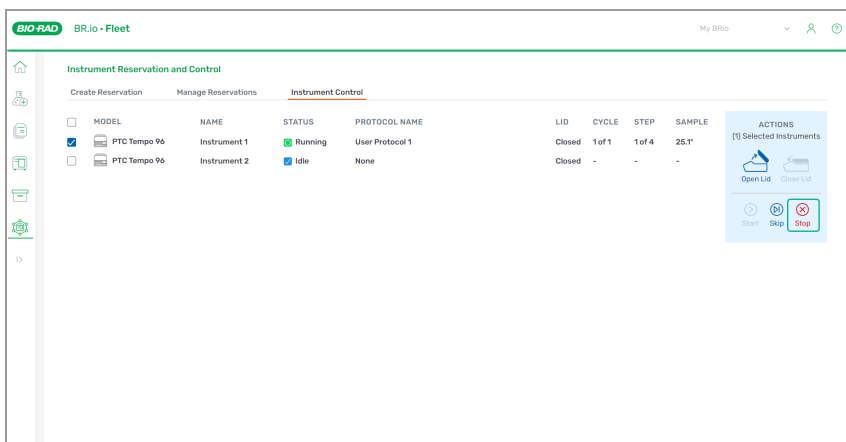 BIO-RAD BR.io • Fleet My BRio
Instrument Reservation and Control
Create Reservation Manage Reservations Instrument Control
MODEL NAME STATUS PROTOCOL NAME LID CYCLE STEP SAMPLE
PTC Tempo 96 Instrument 1 Running User Protocol 1 Closed 1 of 1 1 of 4 25.1°
PTC Tempo 96 Instrument 2 Idle None Closed - - -
ACTIONS
(1) Selected Instruments
Open Lid Close Lid
Start Skip Stop